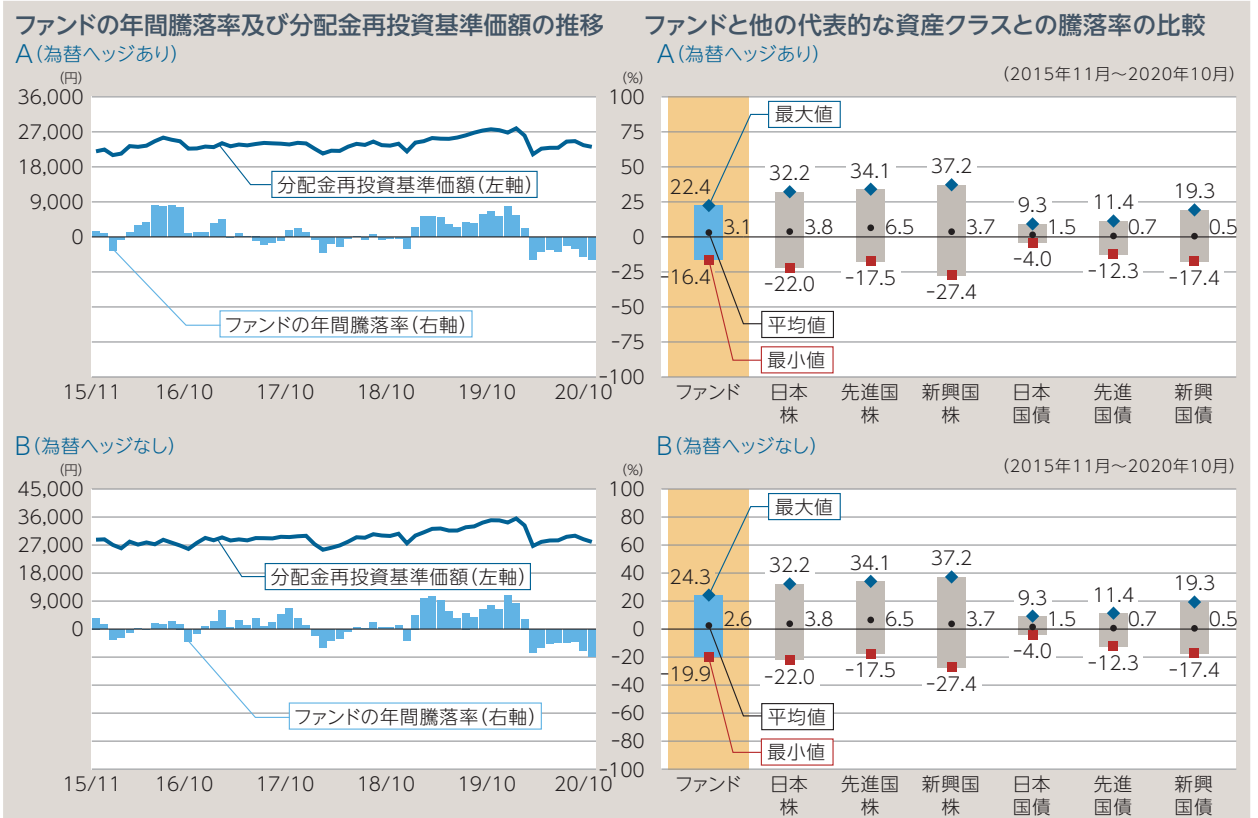 ファンドの年間騰落率及び分配金再投資基準価額の推移
A(為替ヘッジあり)
(円)
36,000
27,000
18,000
9,000
0
分配金再投資基準価額(左軸)
ファンドの年間騰落率(右軸)
15/11 16/10 17/10 18/10 19/10 20/10
ファンドと他の代表的な資産クラスとの騰落率の比較
A(為替ヘッジあり)
(2015年11月~2020年10月)
(%)
100
75
50
25
0
-25
-50
-75
-100
最大値
平均値
最小値
22.4 32.2 34.1 37.2 9.3 11.4 19.3
3.1 3.8 6.5 3.7 1.5 0.7 0.5
-16.4 -22.0 -17.5 -27.4 -4.0 -12.3 -17.4
ファンド 日本 先進国 新興国 日本 先進 新興
株 株 株 国債 国債 国債
B(為替ヘッジなし)
(円)
45,000
36,000
27,000
18,000
9,000
0
分配金再投資基準価額(左軸)
ファンドの年間騰落率(右軸)
15/11 16/10 17/10 18/10 19/10 20/10
B(為替ヘッジなし)
(2015年11月~2020年10月)
(%)
100
80
60
40
20
0
-20
-40
-60
-80
-100
最大値
平均値
最小値
24.3 32.2 34.1 37.2 9.3 11.4 19.3
2.6 3.8 6.5 3.7 1.5 0.7 0.5
-19.9 -22.0 -17.5 -27.4 -4.0 -12.3 -17.4
ファンド 日本 先進国 新興国 日本 先進 新興
株 株 株 国債 国債 国債